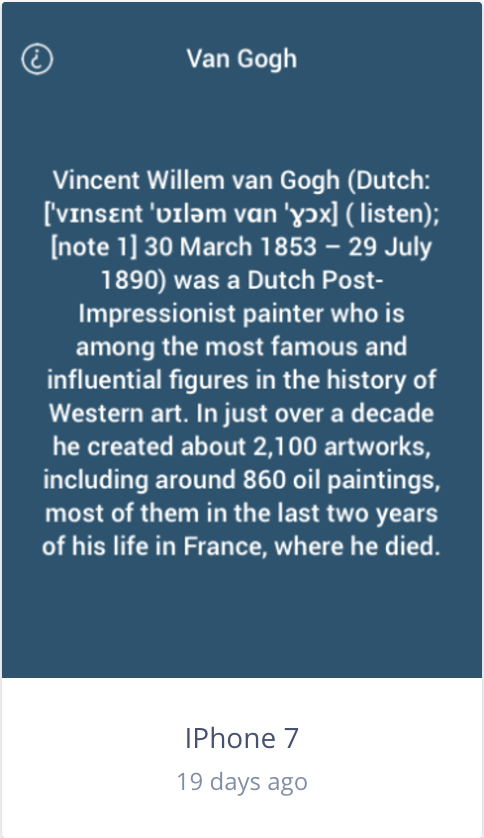 Van Gogh
Vincent Willem van Gogh (Dutch:
['vɪnsɛnt 'ʋɪləm vɑn 'ɣɔx] ( listen);
[note 1] 30 March 1853 – 29 July
1890) was a Dutch Post-
Impressionist painter who is
among the most famous and
influential figures in the history of
Western art. In just over a decade
he created about 2,100 artworks,
including around 860 oil paintings,
most of them in the last two years
of his life in France, where he died.
IPhone 7
19 days ago